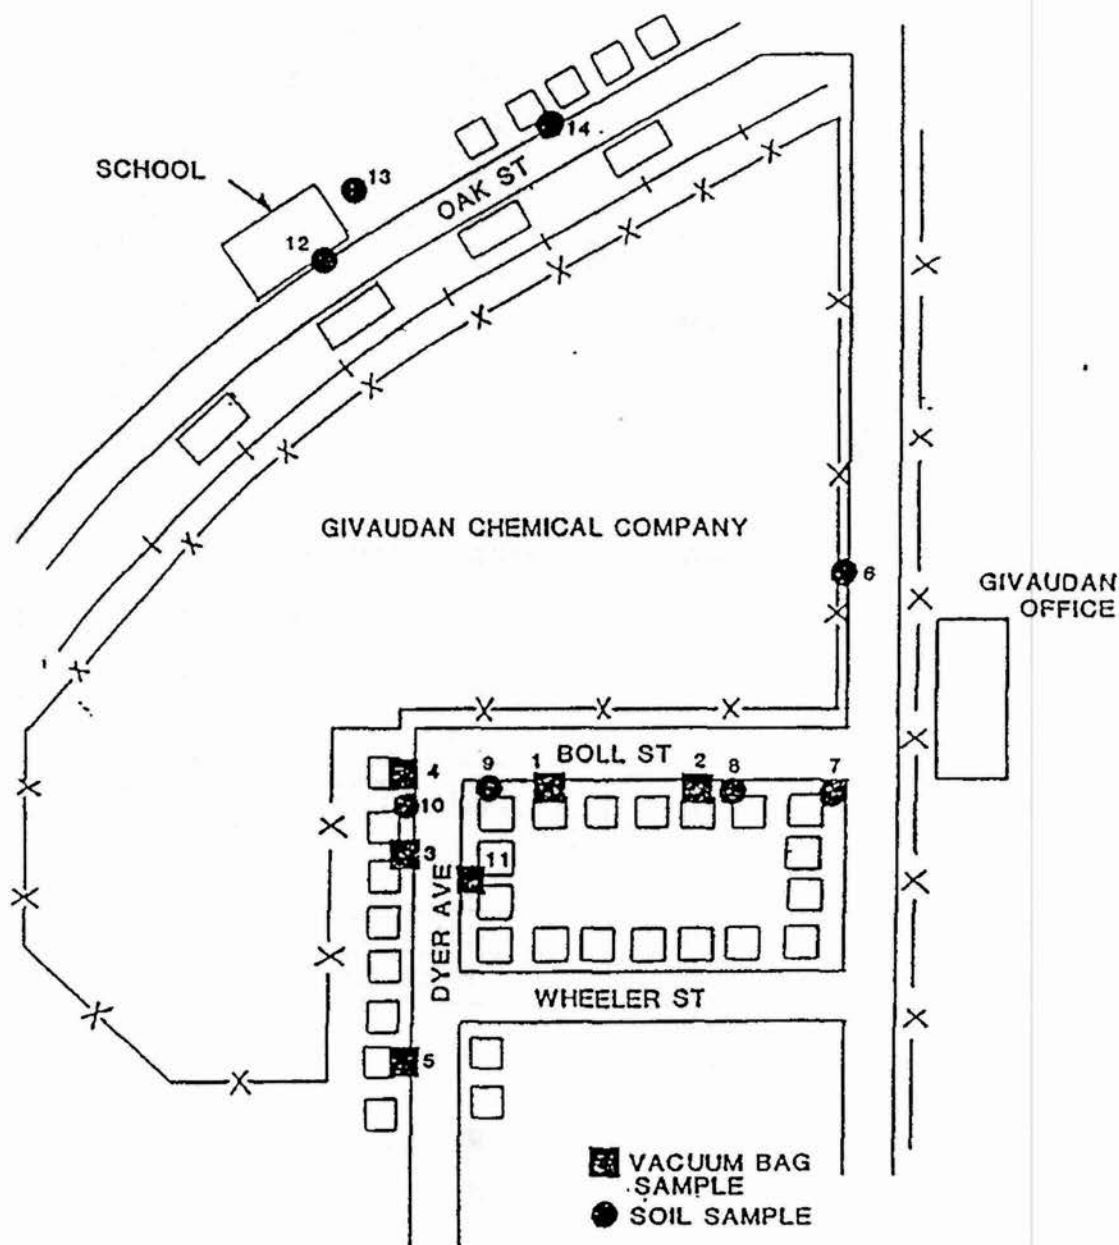 14
SCHOOL
13
OAK ST
12
GIVAUDAN CHEMICAL COMPANY
6
GIVAUDAN
OFFICE
BOLL ST
4
9
1
2
8
7
10
3
11
DYER AVE
WHEELER ST
5
VACUUM BAG
SAMPLE
SOIL SAMPLE